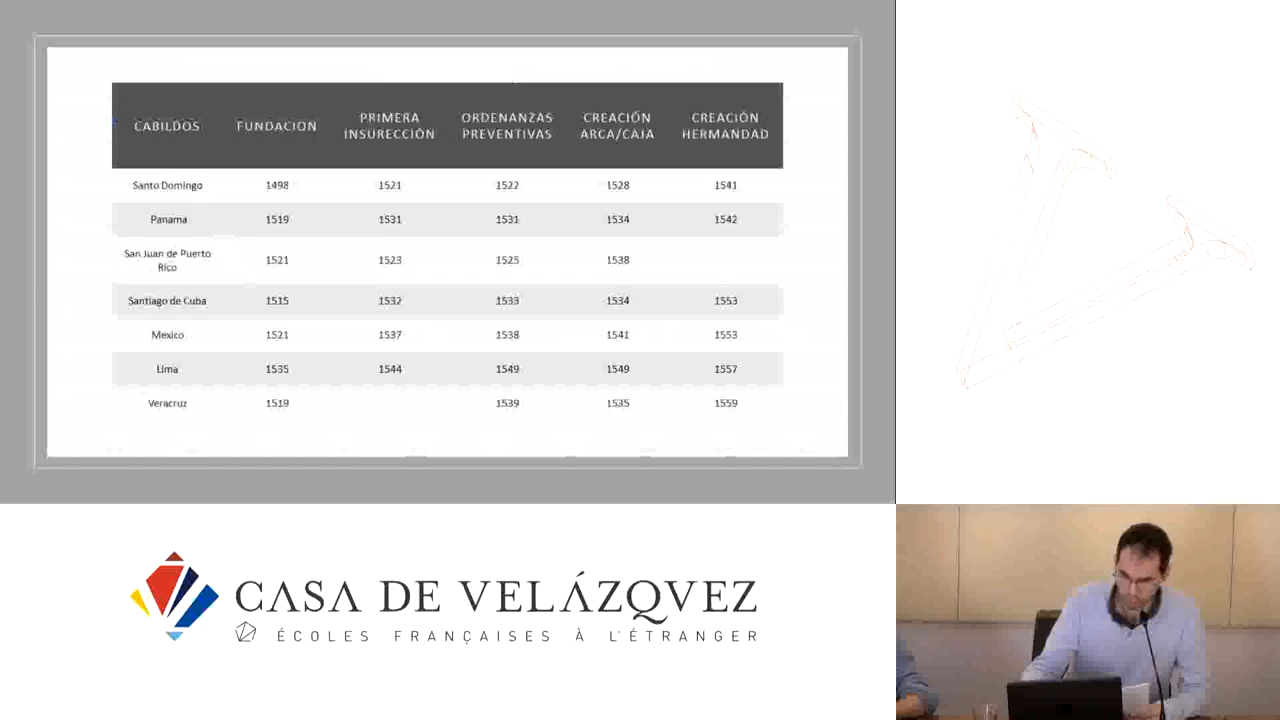 CABILDOS FUNDACION PRIMERA INSURECCIÓN ORDENANZAS PREVENTIVAS CREACIÓN ARCA/CAJA CREACIÓN HERMANDAD
Santo Domingo 1498 1521 1522 1528 1541
Panama 1519 1531 1531 1534 1542
San Juan de Puerto Rico 1521 1523 1525 1538
Santiago de Cuba 1515 1532 1533 1534 1553
Mexico 1521 1537 1538 1541 1553
Lima 1535 1544 1549 1549 1557
Veracruz 1519 1539 1535 1559
CASA DE VELÁZQVEZ
ÉCOLES FRANÇAISES À L'ÉTRANGER